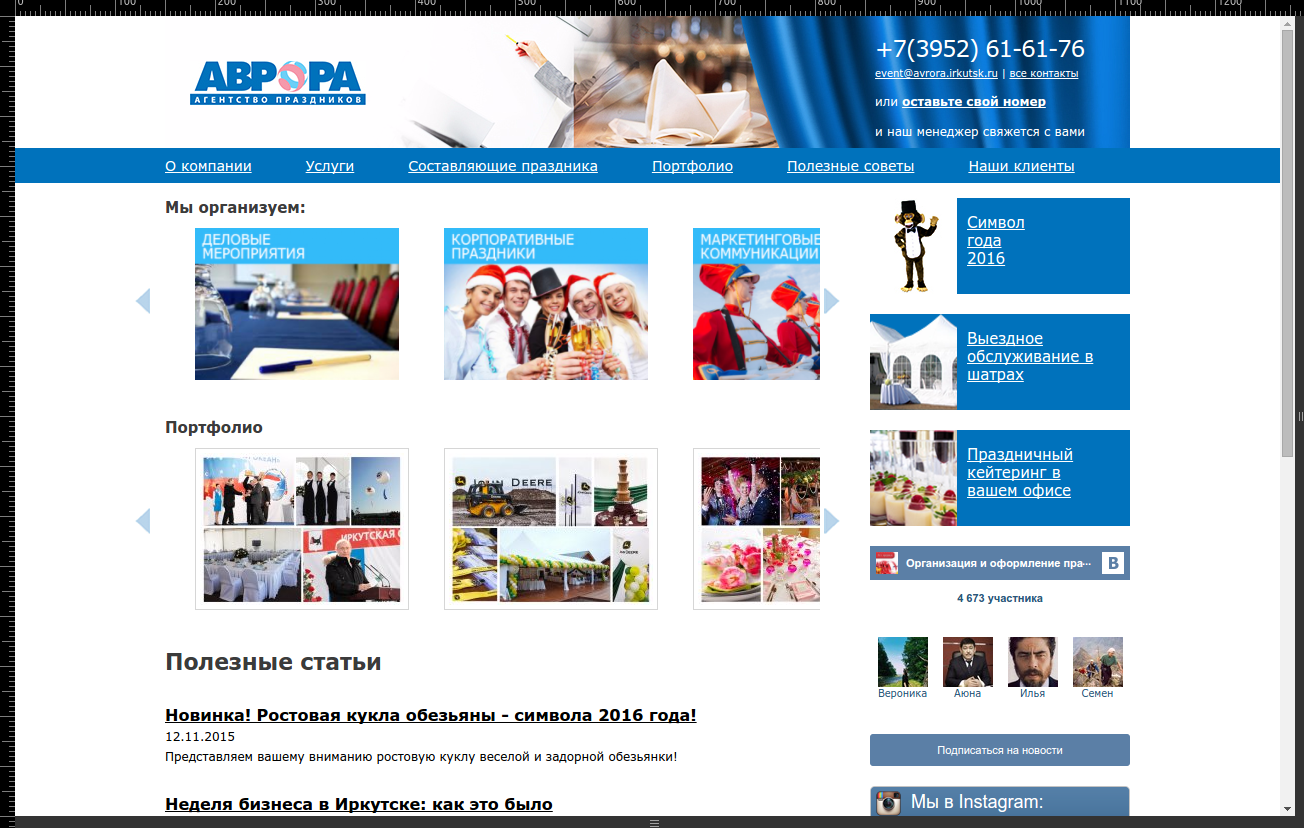 0 100 200 300 400 500 600 700 800 900 1000 1100 1200
АВРОРА
АГЕНТСТВО ПРАЗДНИКОВ
+7(3952) 61-61-76
event@avrora.irkutsk.ru | все контакты
или оставьте свой номер
и наш менеджер свяжется с вами
О компании Услуги Составляющие праздника Портфолио Полезные советы Наши клиенты
Мы организуем:
ДЕЛОВЫЕ
МЕРОПРИЯТИЯ
КОРПОРАТИВНЫЕ
ПРАЗДНИКИ
МАРКЕТИНГОВЫЕ
КОММУНИКАЦИИ
Символ
года
2016
Выездное
обслуживание в
шатрах
Праздничный
кейтеринг в
вашем офисе
Портфолио
JOHN DEERE
ИРКУТСКАЯ О
Организация и оформление пра···
B
4 673 участника
Вероника Аюна Илья Семен
Подписаться на новости
Мы в Instagram:
Полезные статьи
Новинка! Ростовая кукла обезьяны - символа 2016 года!
12.11.2015
Представляем вашему вниманию ростовую куклу веселой и задорной обезьянки!
Неделя бизнеса в Иркутске: как это было